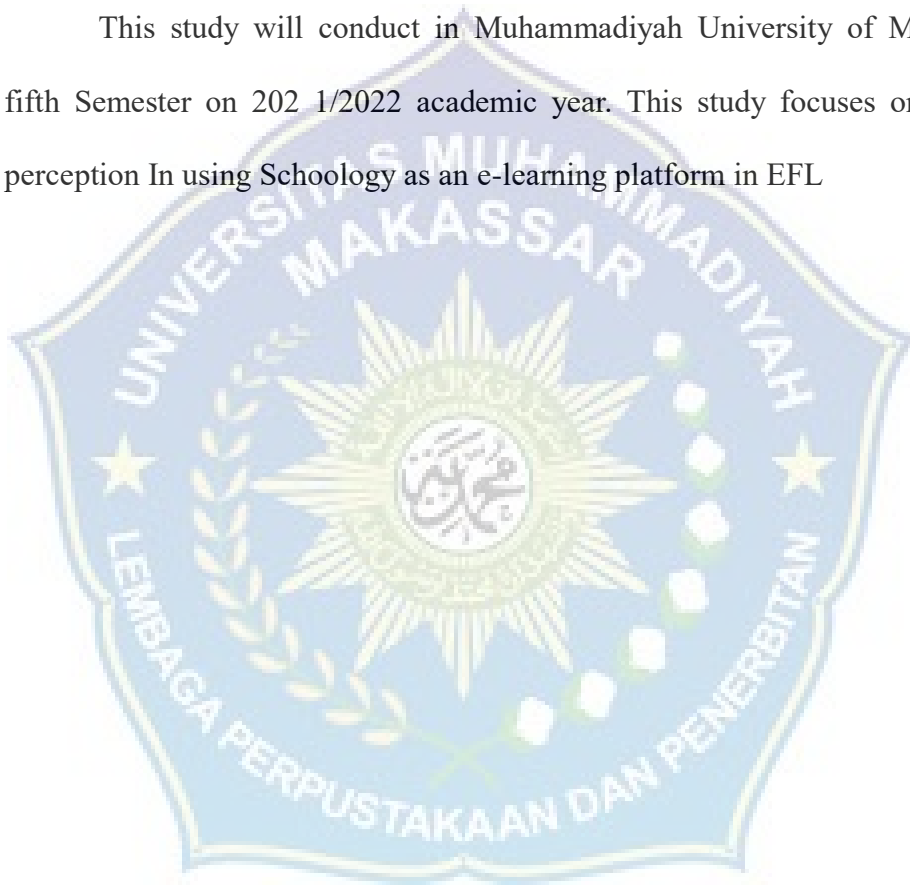 This study will conduct in Muhammadiyah University of M
fifth Semester on 202 1/2022 academic year. This study focuses
perception In using Schoology as an e-learning platform in EFL
UNIVERSITAS MUHAMMADIYAH
MAKASSAR
LEMBAGA PERPUSTAKAAN DAN PENERBITAN